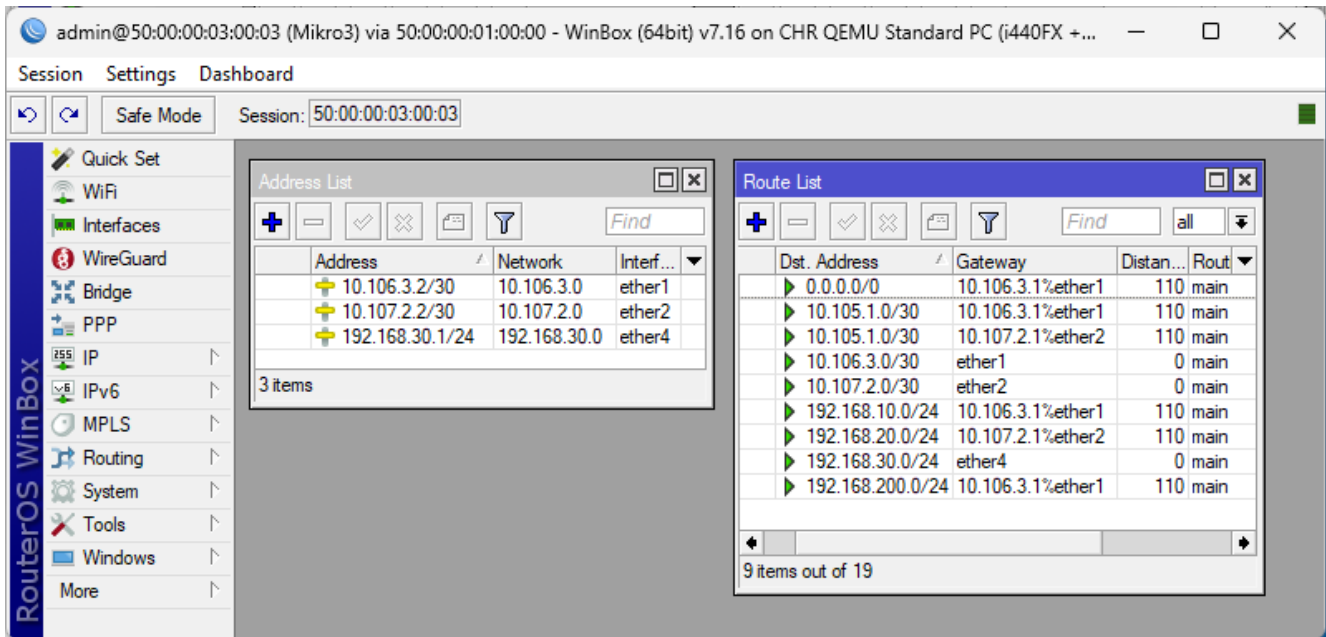 admin@50:00:00:03:00:03 (Mikro3) via 50:00:00:01:00:00 - WinBox (64bit) v7.16 on CHR QEMU Standard PC (i440FX +...
Session Settings Dashboard
Safe Mode Session: 50:00:00:03:00:03
RouterOS WinBox
Quick Set
WiFi
Interfaces
WireGuard
Bridge
PPP
IP
IPv6
MPLS
Routing
System
Tools
Windows
More
Address List
Find
Address Network Interf...
10.106.3.2/30 10.106.3.0 ether1
10.107.2.2/30 10.107.2.0 ether2
192.168.30.1/24 192.168.30.0 ether4
3 items
Route List
Find all
Dst. Address Gateway Distan... Rout
0.0.0.0/0 10.106.3.1%ether1 110 main
10.105.1.0/30 10.106.3.1%ether1 110 main
10.105.1.0/30 10.107.2.1%ether2 110 main
10.106.3.0/30 ether1 0 main
10.107.2.0/30 ether2 0 main
192.168.10.0/24 10.106.3.1%ether1 110 main
192.168.20.0/24 10.107.2.1%ether2 110 main
192.168.30.0/24 ether4 0 main
192.168.200.0/24 10.106.3.1%ether1 110 main
9 items out of 19